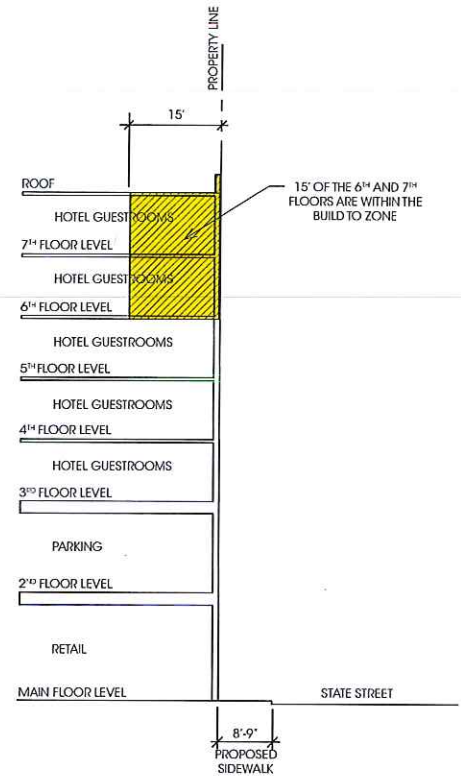 PROPERTY LINE
15'
ROOF
15' OF THE 6TH AND 7TH
FLOORS ARE WITHIN THE
BUILD TO ZONE
HOTEL GUESTROOMS
7TH FLOOR LEVEL
HOTEL GUESTROOMS
6TH FLOOR LEVEL
HOTEL GUESTROOMS
5TH FLOOR LEVEL
HOTEL GUESTROOMS
4TH FLOOR LEVEL
HOTEL GUESTROOMS
3RD FLOOR LEVEL
PARKING
2ND FLOOR LEVEL
RETAIL
MAIN FLOOR LEVEL
STATE STREET
8'-9"
PROPOSED
SIDEWALK